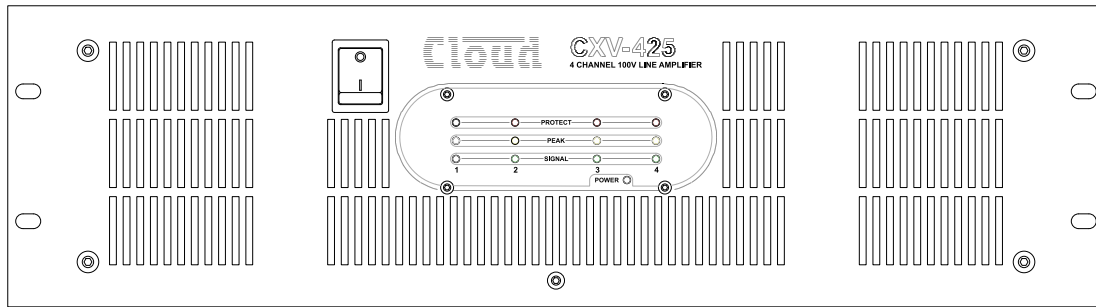 Cloud
CXV-425
4 CHANNEL 100V LINE AMPLIFIER
PROTECT
PEAK
SIGNAL
1 2 3 4
POWER